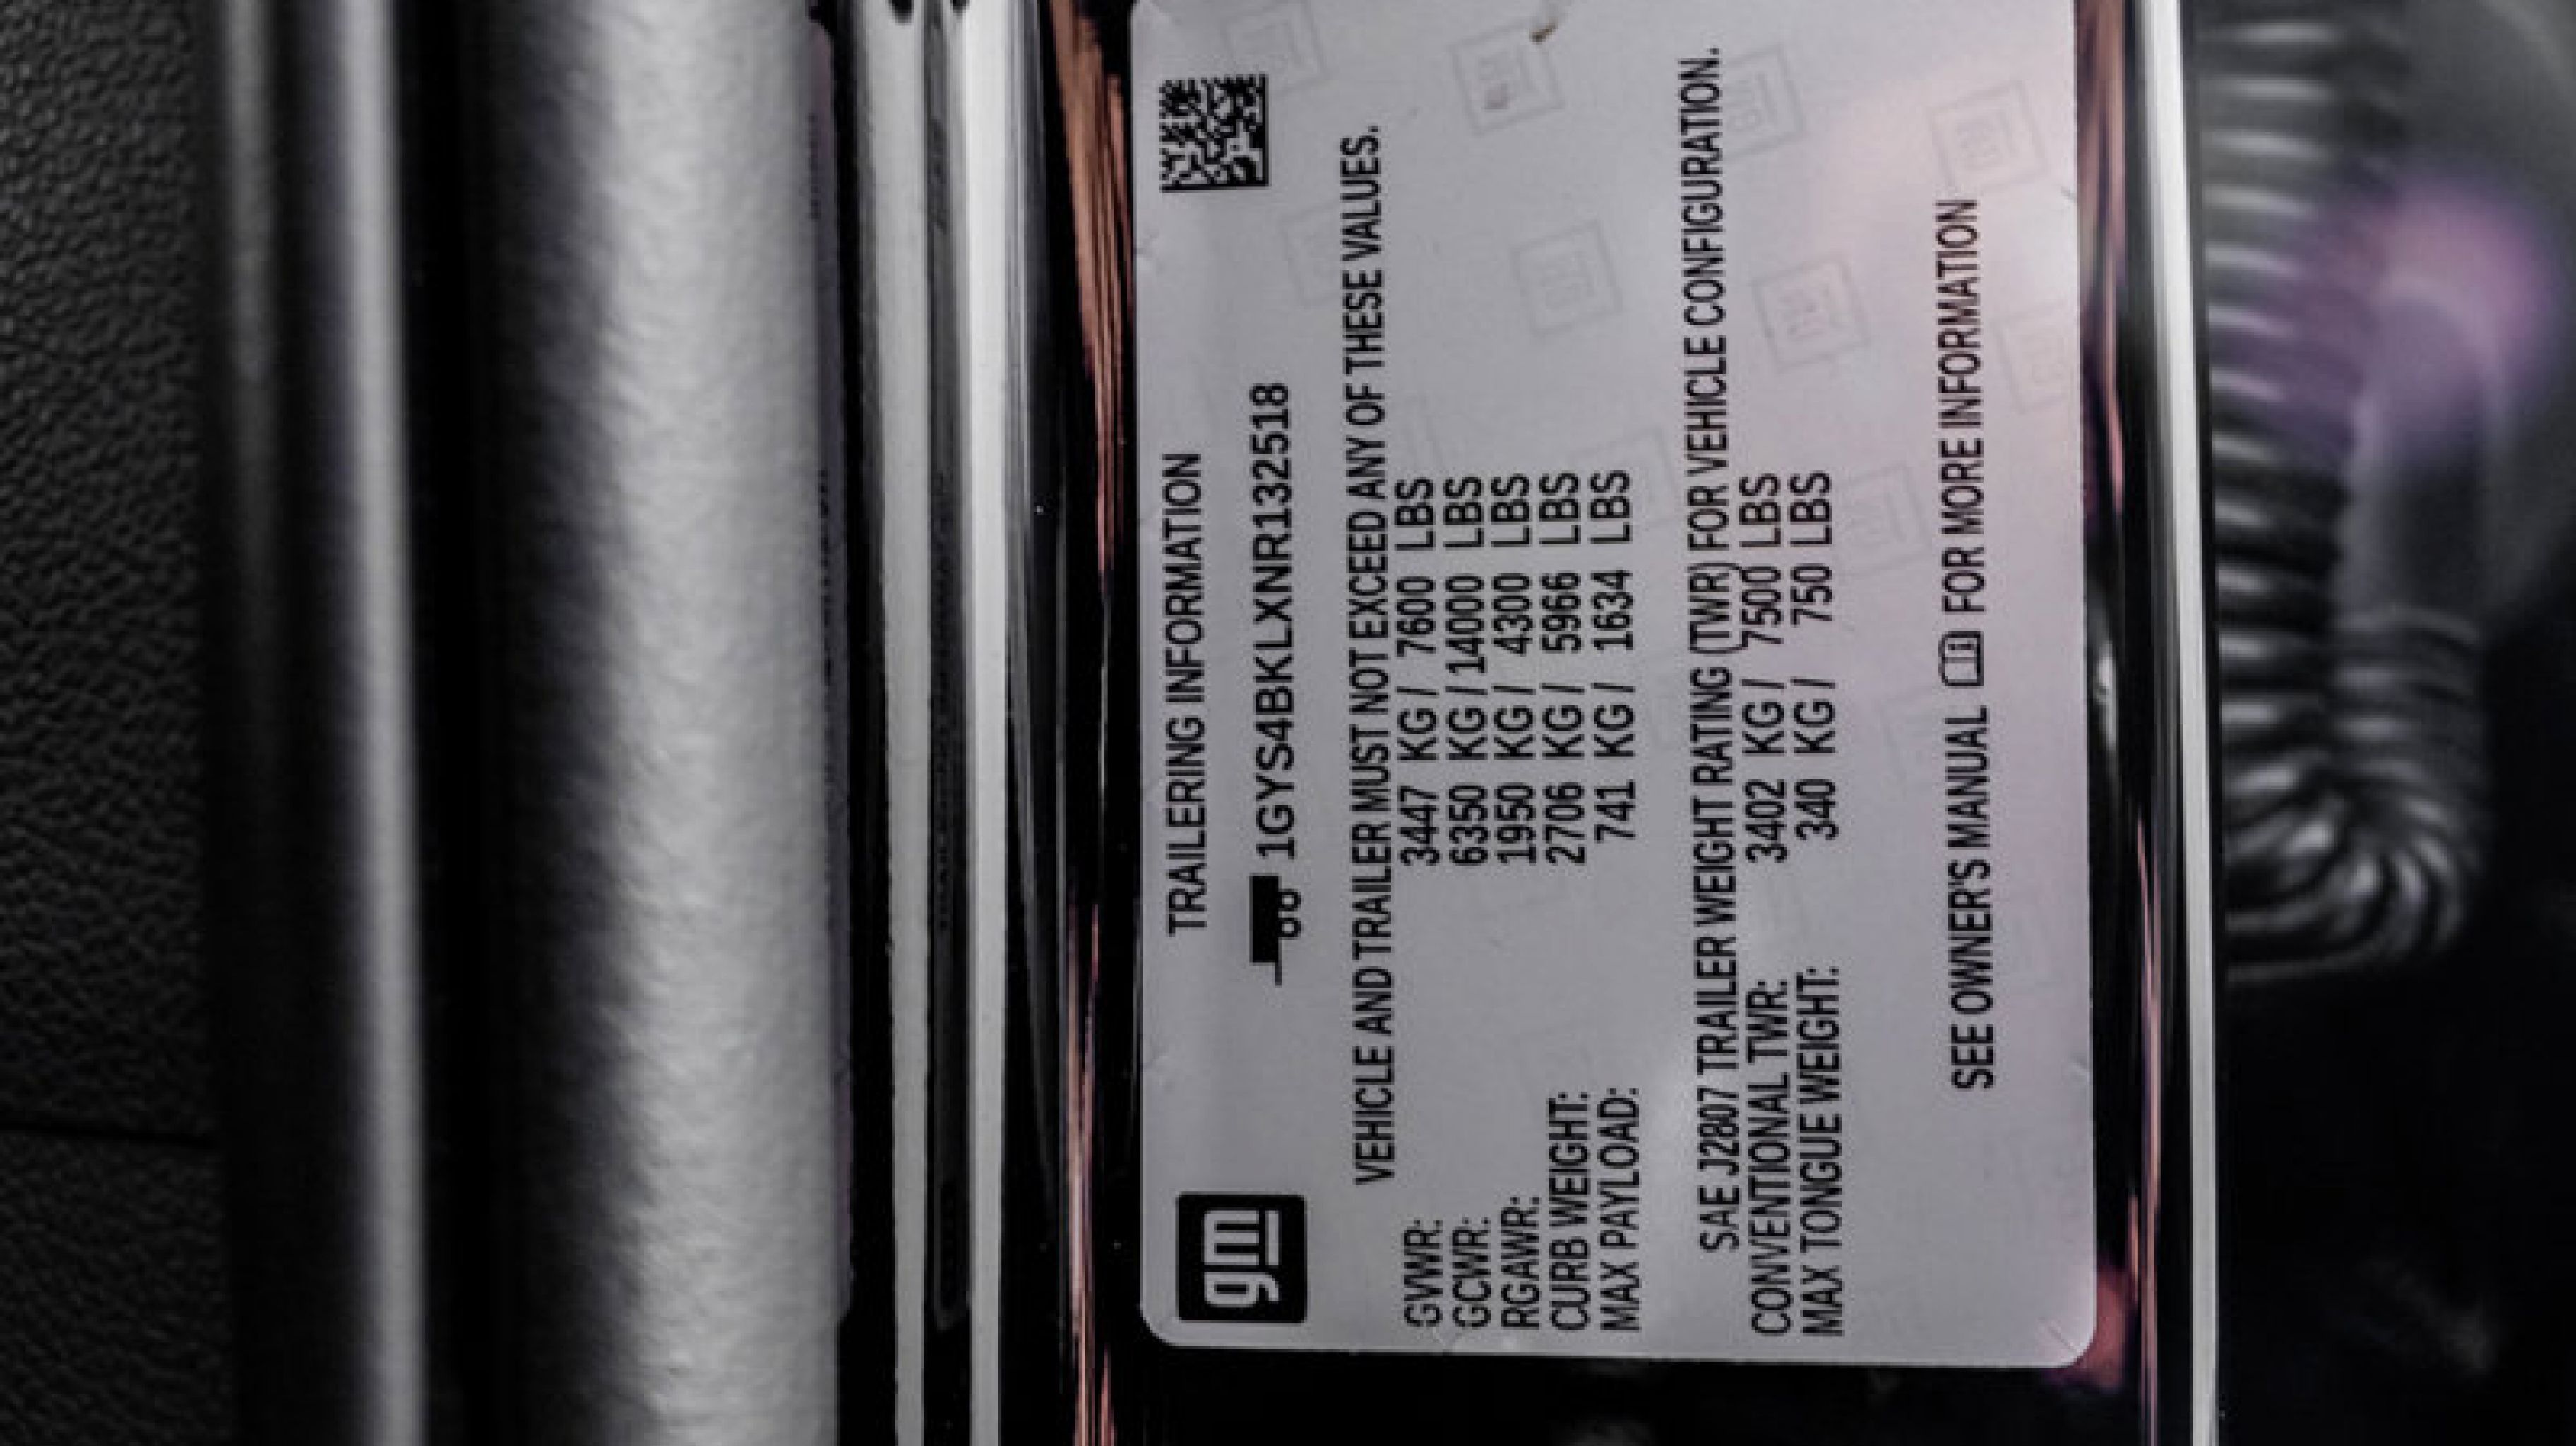 gm
TRAILERING INFORMATION
1GYS4BKLXNR132518
VEHICLE AND TRAILER MUST NOT EXCEED ANY OF THESE VALUES.
GVWR: 3447 KG / 7600 LBS
GCWR: 6350 KG / 14000 LBS
RGAWR: 1950 KG / 4300 LBS
CURB WEIGHT: 2706 KG / 5966 LBS
MAX PAYLOAD: 741 KG / 1634 LBS
SAE J2807 TRAILER WEIGHT RATING (TWR) FOR VEHICLE CONFIGURATION.
CONVENTIONAL TWR: 3402 KG / 7500 LBS
MAX TONGUE WEIGHT: 340 KG / 750 LBS
SEE OWNER'S MANUAL FOR MORE INFORMATION